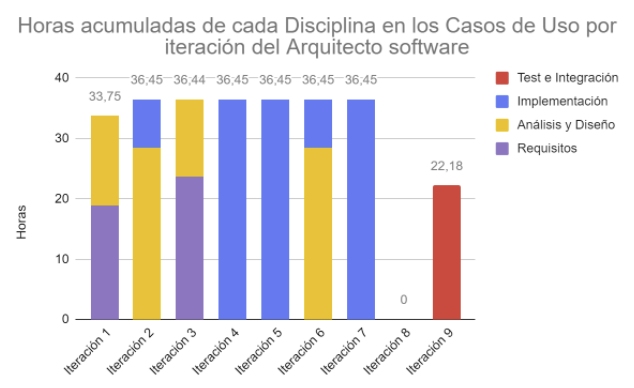 Horas acumuladas de cada Disciplina en los Casos de Uso por
iteración del Arquitecto software
40
30
20
10
0
Horas
33,75
36,45
36,44
36,45
36,45
36,45
36,45
0
22,18
Iteración 1
Iteración 2
Iteración 3
Iteración 4
Iteración 5
Iteración 6
Iteración 7
Iteración 8
Iteración 9
Test e Integración
Implementación
Análisis y Diseño
Requisitos